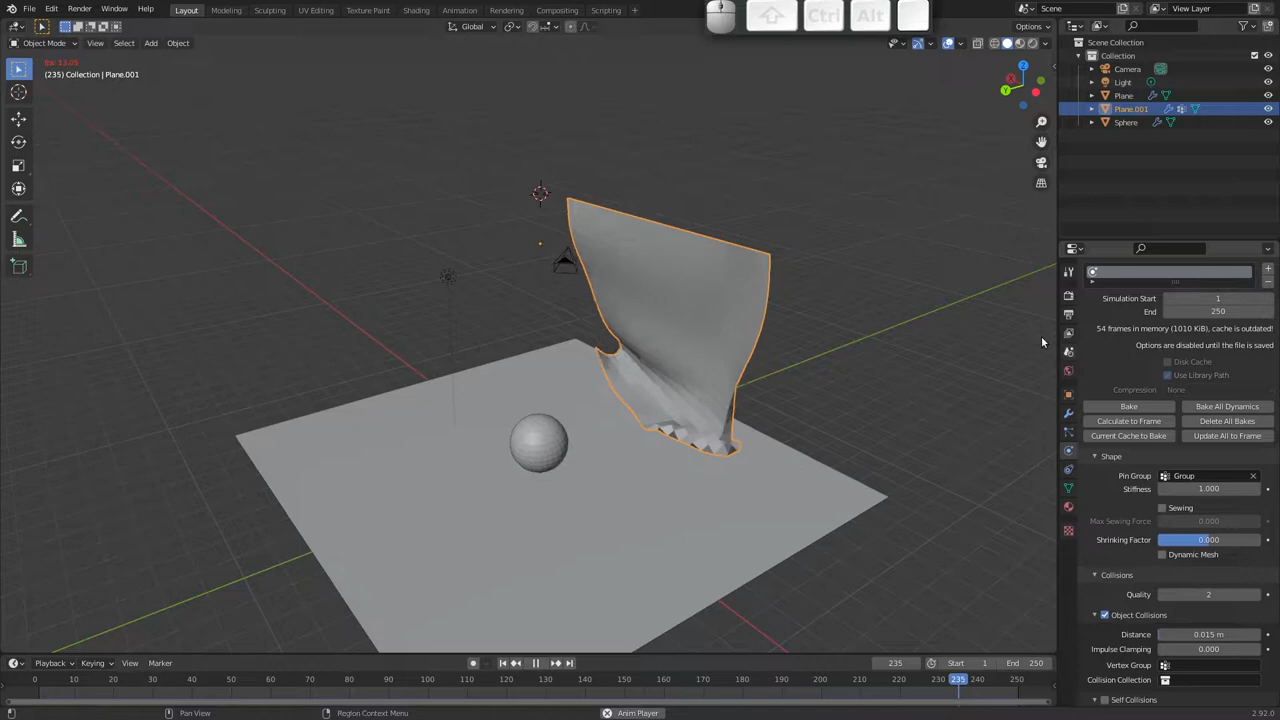 File Edit Render Window Help Layout Modeling Sculpting UV Editing Texture Paint Shading Animation Rendering Compositing Scripting Scene View Layer
Ctrl Alt
Global Options
Object Mode View Select Add Object
fps: 13.05
(235) Collection | Plane.001
Z
X
Y
Scene Collection
Collection
Camera
Light
Plane
Plane.001
Sphere
Simulation Start 1
End 250
54 frames in memory (1010 KiB), cache is outdated!
Options are disabled until the file is saved
Disk Cache
Use Library Path
Compression None
Bake Bake All Dynamics
Calculate to Frame Delete All Bakes
Current Cache to Bake Update All to Frame
Shape
Pin Group Group
Stiffness 1.000
Sewing
Max Sewing Force 0.000
Shrinking Factor 0.000
Dynamic Mesh
Collisions
Quality 2
Object Collisions
Distance 0.015 m
Impulse Clamping 0.000
Vertex Group
Collision Collection
Self Collisions
Playback Keying View Marker 235 Start 1 End 250
0 10 20 30 40 50 60 70 80 90 100 110 120 130 140 150 160 170 180 190 200 210 220 235 240 250
Pan View Region Context Menu Anim Player 2.92.0